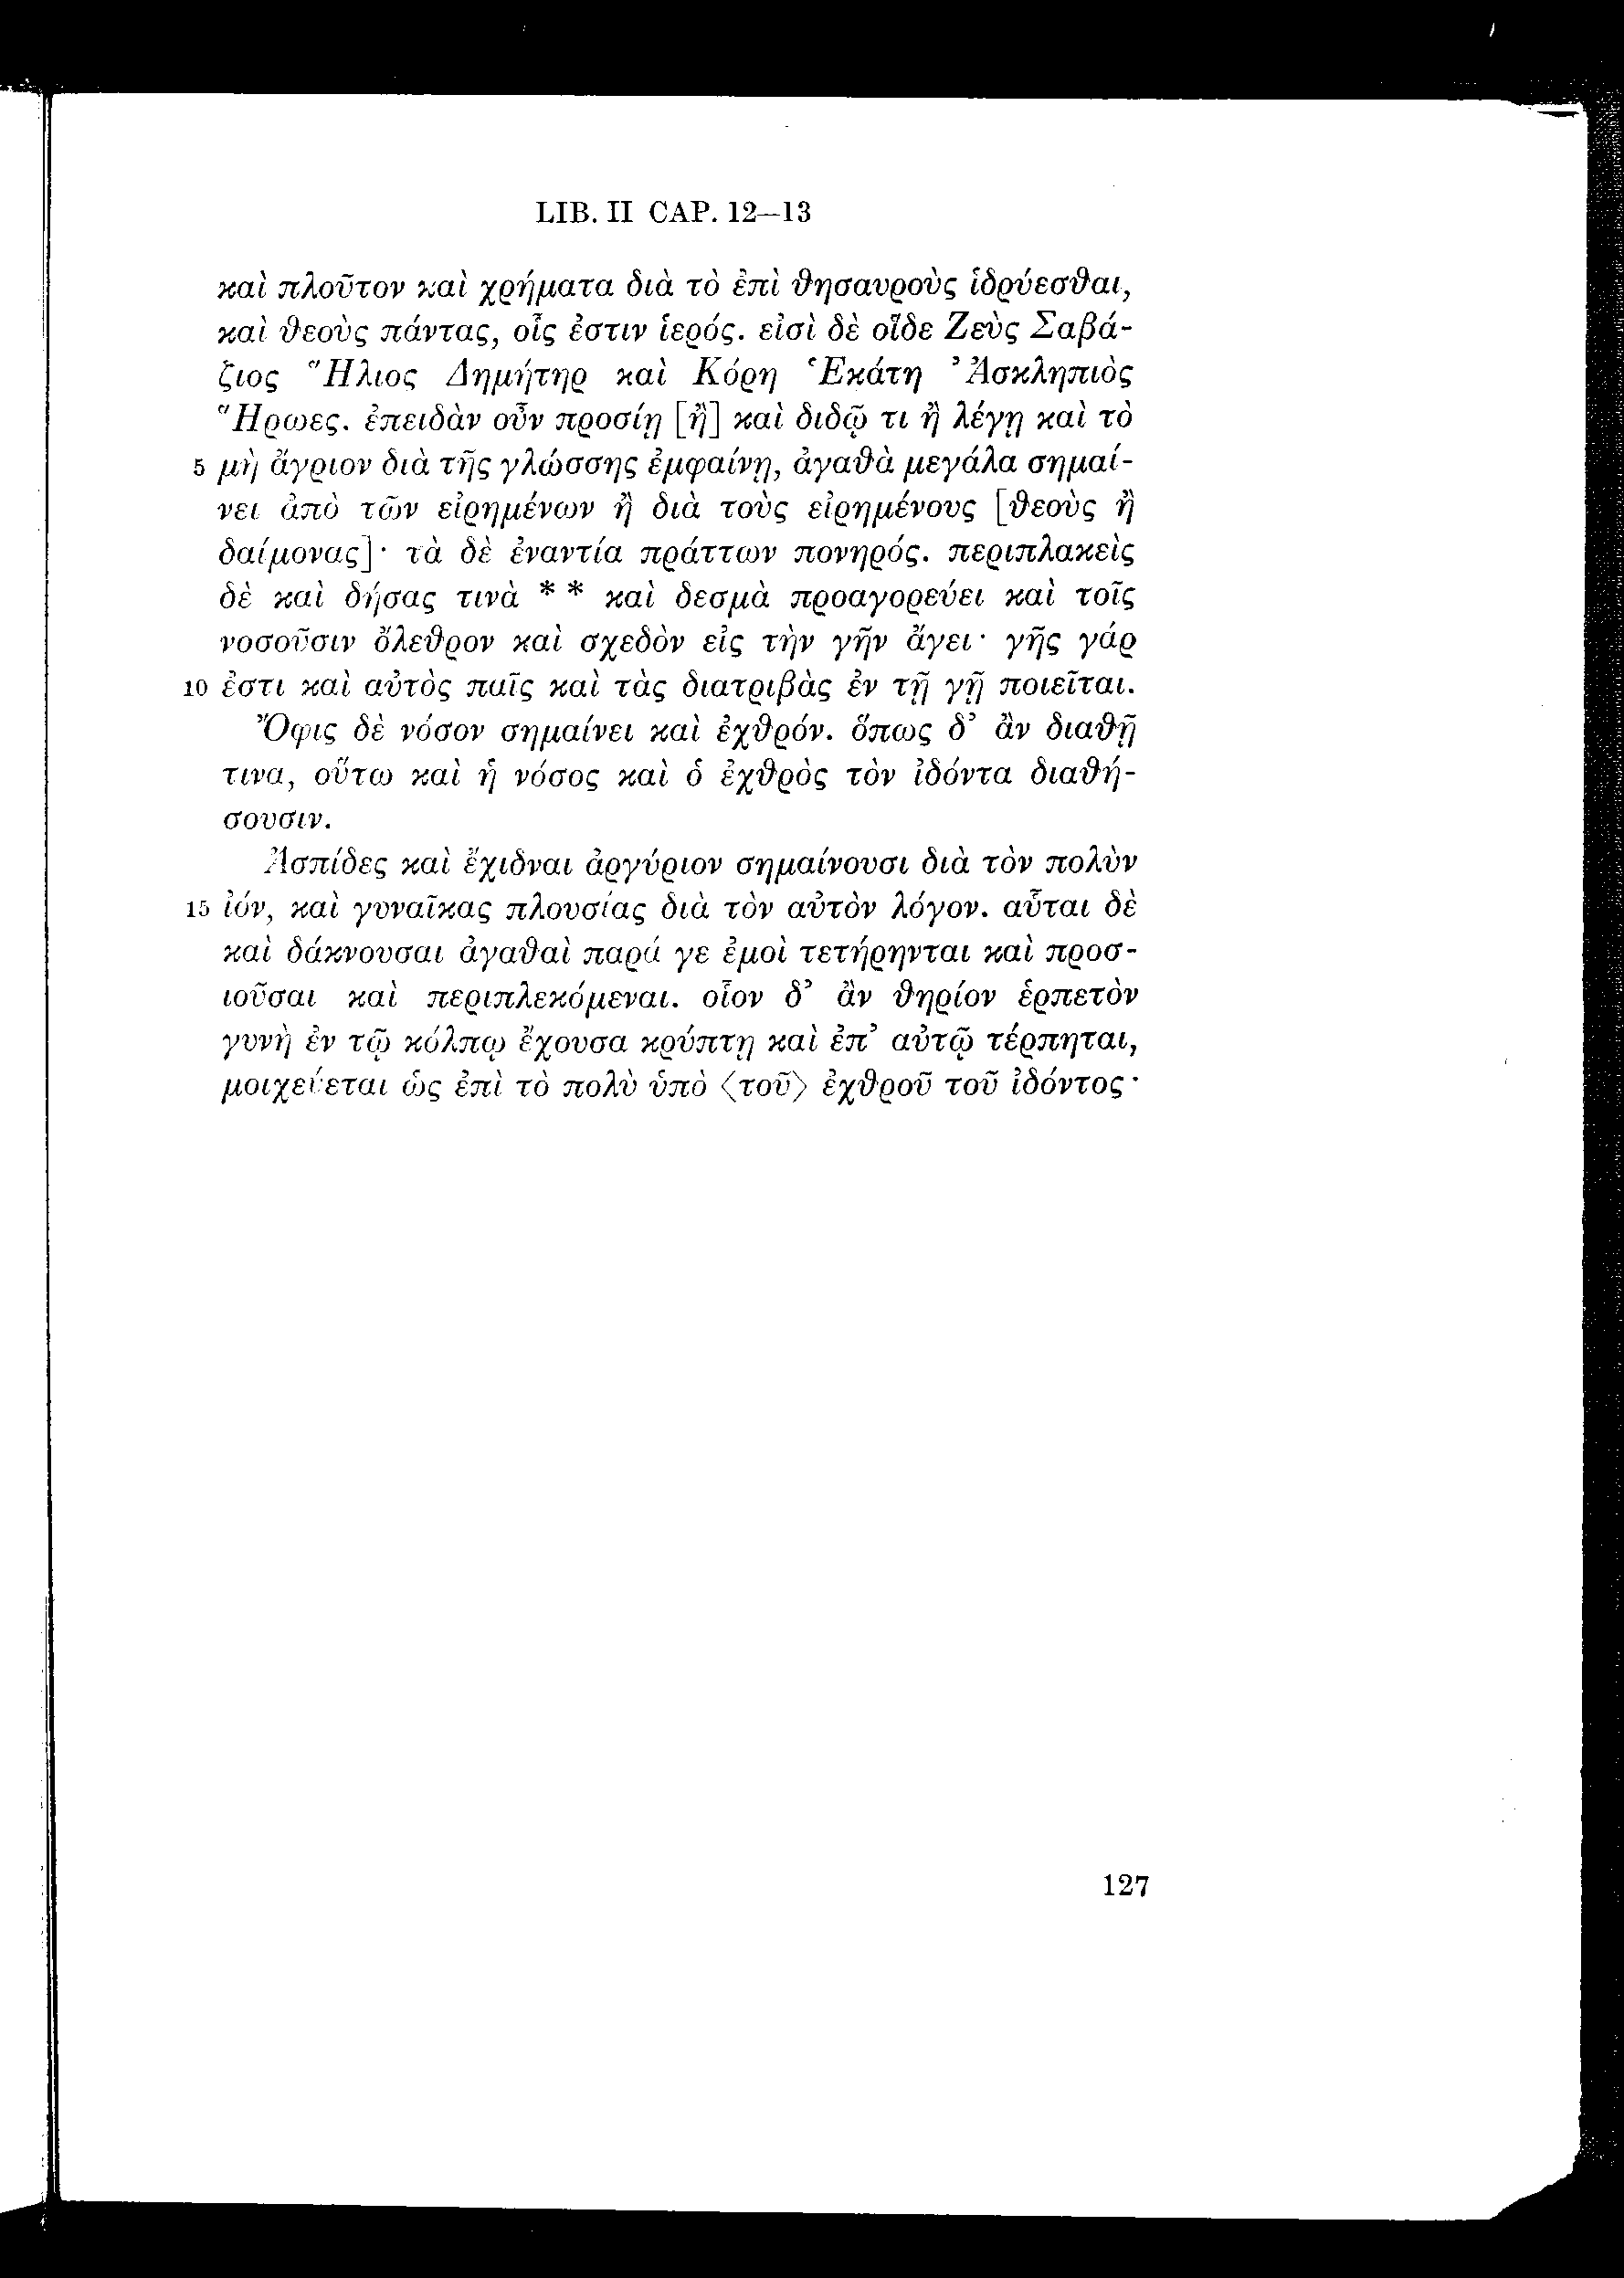 LIB. II CAP. 12—13
καὶ πλοῦτον καὶ χρήματα διὰ τὸ ἐπὶ θησαυροὺς ἱδρύεσθαι,
καὶ θεοὺς πάντας, οἷς ἐστιν ἱερός. εἰσὶ δὲ οἵδε Ζεὺς Σαβά-
ζιος Ἥλιος Δημήτηρ καὶ Κόρη Ἑκάτη Ἀσκληπιὸς
Ἥρωες. ἐπειδὰν οὖν προσίῃ [ἢ] καὶ διδῷ τι ἢ λέγῃ καὶ τὸ
5 μὴ ἄγριον διὰ τῆς γλώσσης ἐμφαίνῃ, ἀγαθὰ μεγάλα σημαί-
νει ἀπὸ τῶν εἰρημένων ἢ διὰ τοὺς εἰρημένους [θεοὺς ἢ
δαίμονας]· τὰ δὲ ἐναντία πράττων πονηρός. περιπλακεὶς
δὲ καὶ δήσας τινὰ * * καὶ δεσμὰ προαγορεύει καὶ τοῖς
νοσοῦσιν ὄλεθρον καὶ σχεδὸν εἰς τὴν γῆν ἄγει· γῆς γάρ
10 ἐστι καὶ αὐτὸς παῖς καὶ τὰς διατριβὰς ἐν τῇ γῇ ποιεῖται.
Ὄφις δὲ νόσον σημαίνει καὶ ἐχθρόν. ὅπως δ᾽ ἂν διαθῇ
τινα, οὕτω καὶ ἡ νόσος καὶ ὁ ἐχθρὸς τὸν ἰδόντα διαθή-
σουσιν.
Ἀσπίδες καὶ ἔχιδναι ἀργύριον σημαίνουσι διὰ τὸν πολὺν
15 ἰόν, καὶ γυναῖκας πλουσίας διὰ τὸν αὐτὸν λόγον. αὗται δὲ
καὶ δάκνουσαι ἀγαθαὶ παρά γε ἐμοὶ τετήρηνται καὶ προσ-
ιοῦσαι καὶ περιπλεκόμεναι. οἷον δ᾽ ἂν θηρίον ἑρπετὸν
γυνὴ ἐν τῷ κόλπῳ ἔχουσα κρύπτῃ καὶ ἐπ᾽ αὐτῷ τέρπηται,
μοιχεύεται ὡς ἐπὶ τὸ πολὺ ὑπὸ ⟨τοῦ⟩ ἐχθροῦ τοῦ ἰδόντος·
127